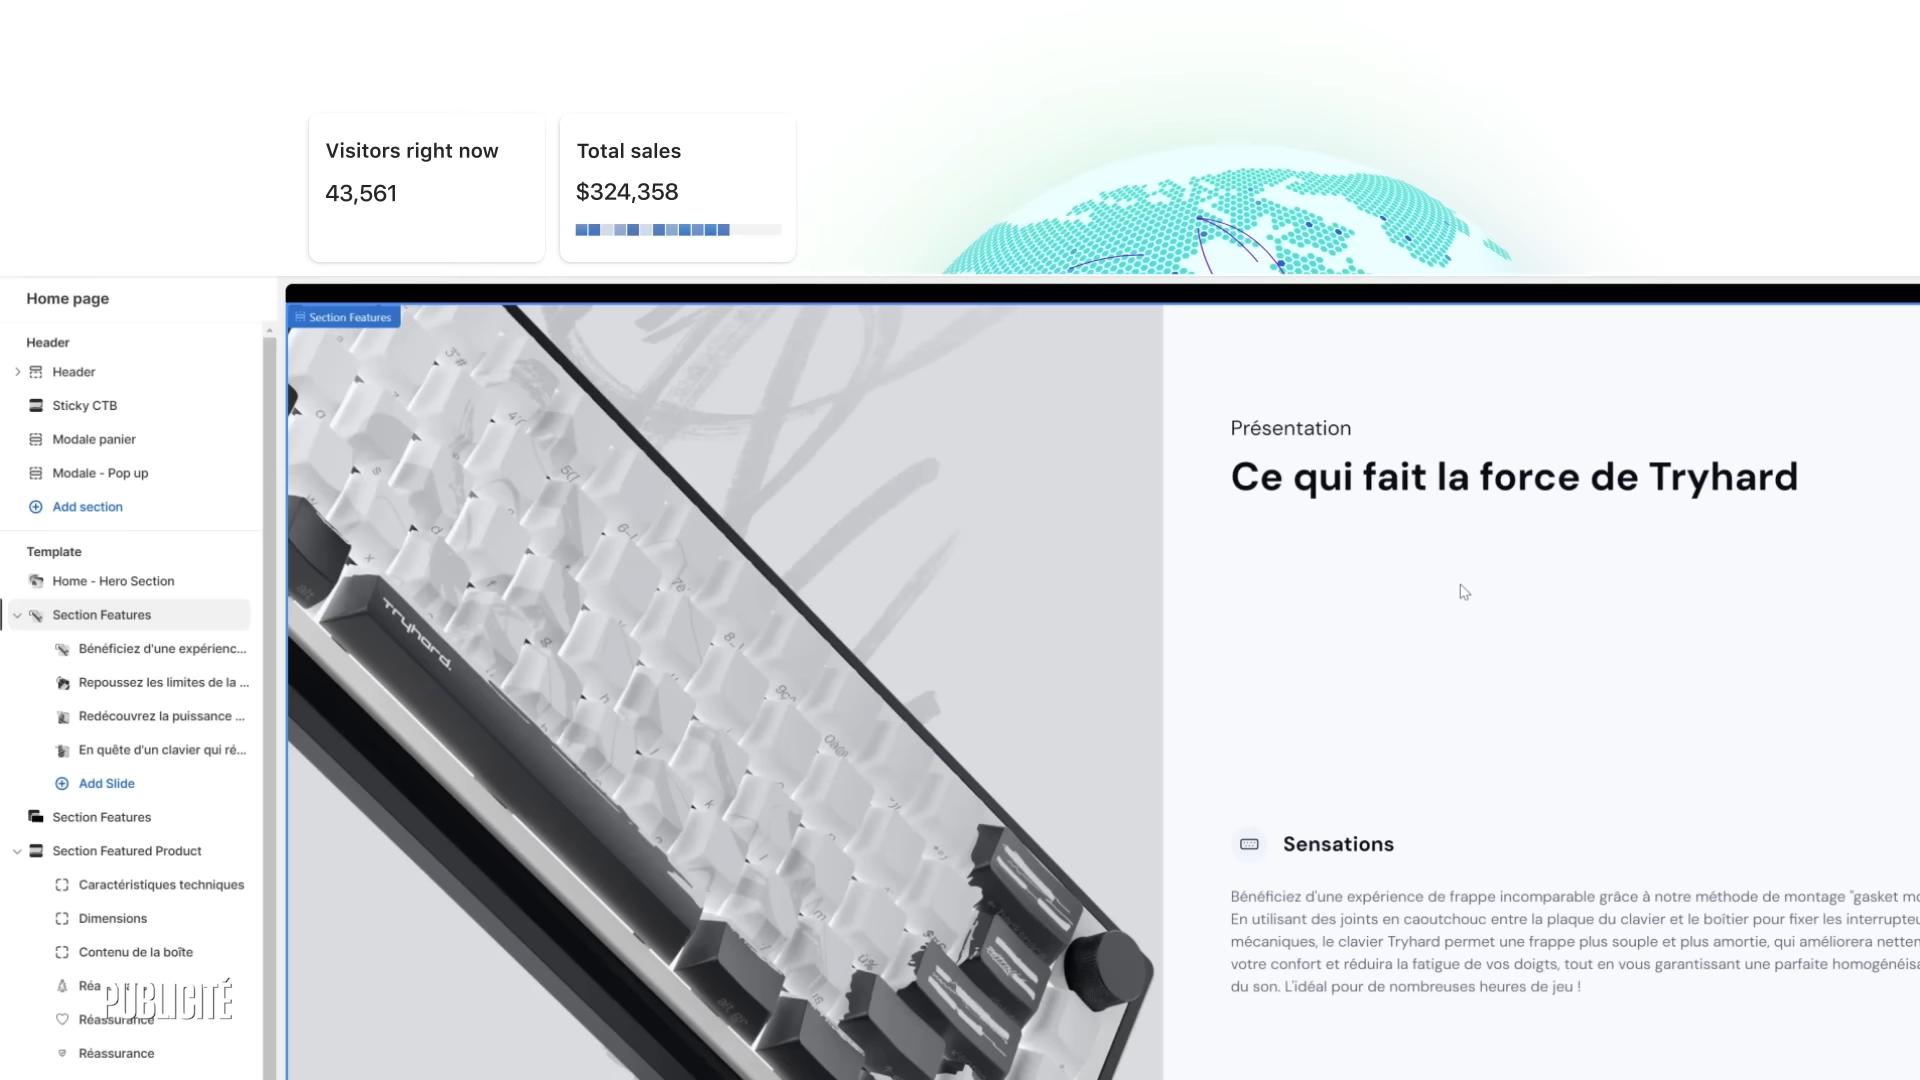 Visitors right now
43,561
Total sales
$324,358
Home page
Header
Header
Sticky CTB
Modale panier
Modale - Pop up
Add section
Template
Home - Hero Section
Section Features
Bénéficiez d'une expérienc...
Repoussez les limites de la ...
Redécouvrez la puissance ...
En quête d'un clavier qui ré...
Add Slide
Section Features
Section Featured Product
Caractéristiques techniques
Dimensions
Contenu de la boîte
Réassurance
Réassurance
PUBLICITÉ
Section Features
Tryhard.
Présentation
Ce qui fait la force de Tryhard
Sensations
Bénéficiez d'une expérience de frappe incomparable grâce à notre méthode de montage "gasket mo
En utilisant des joints en caoutchouc entre la plaque du clavier et le boîtier pour fixer les interrupteu
mécaniques, le clavier Tryhard permet une frappe plus souple et plus amortie, qui améliorera netten
votre confort et réduira la fatigue de vos doigts, tout en vous garantissant une parfaite homogénéisa
du son. L'idéal pour de nombreuses heures de jeu !